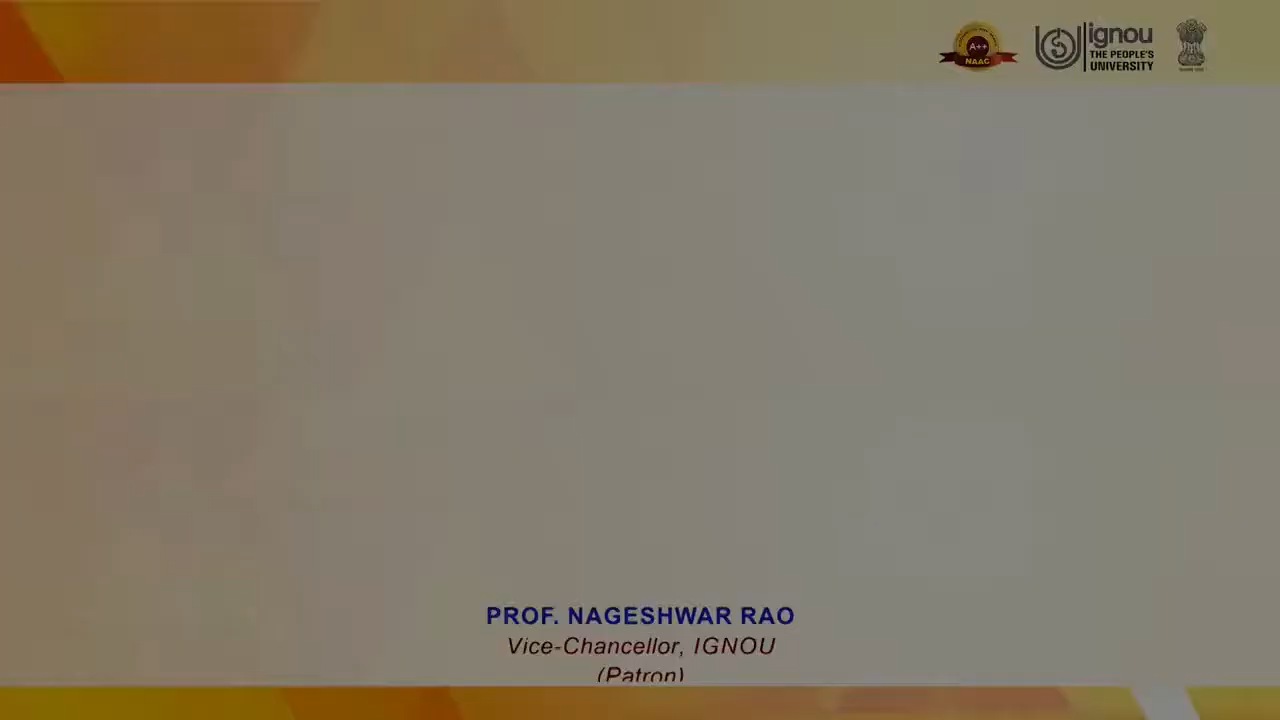 A++
NAAC
ignou
THE PEOPLE'S
UNIVERSITY
PROF. NAGESHWAR RAO
Vice-Chancellor, IGNOU
(Patron)